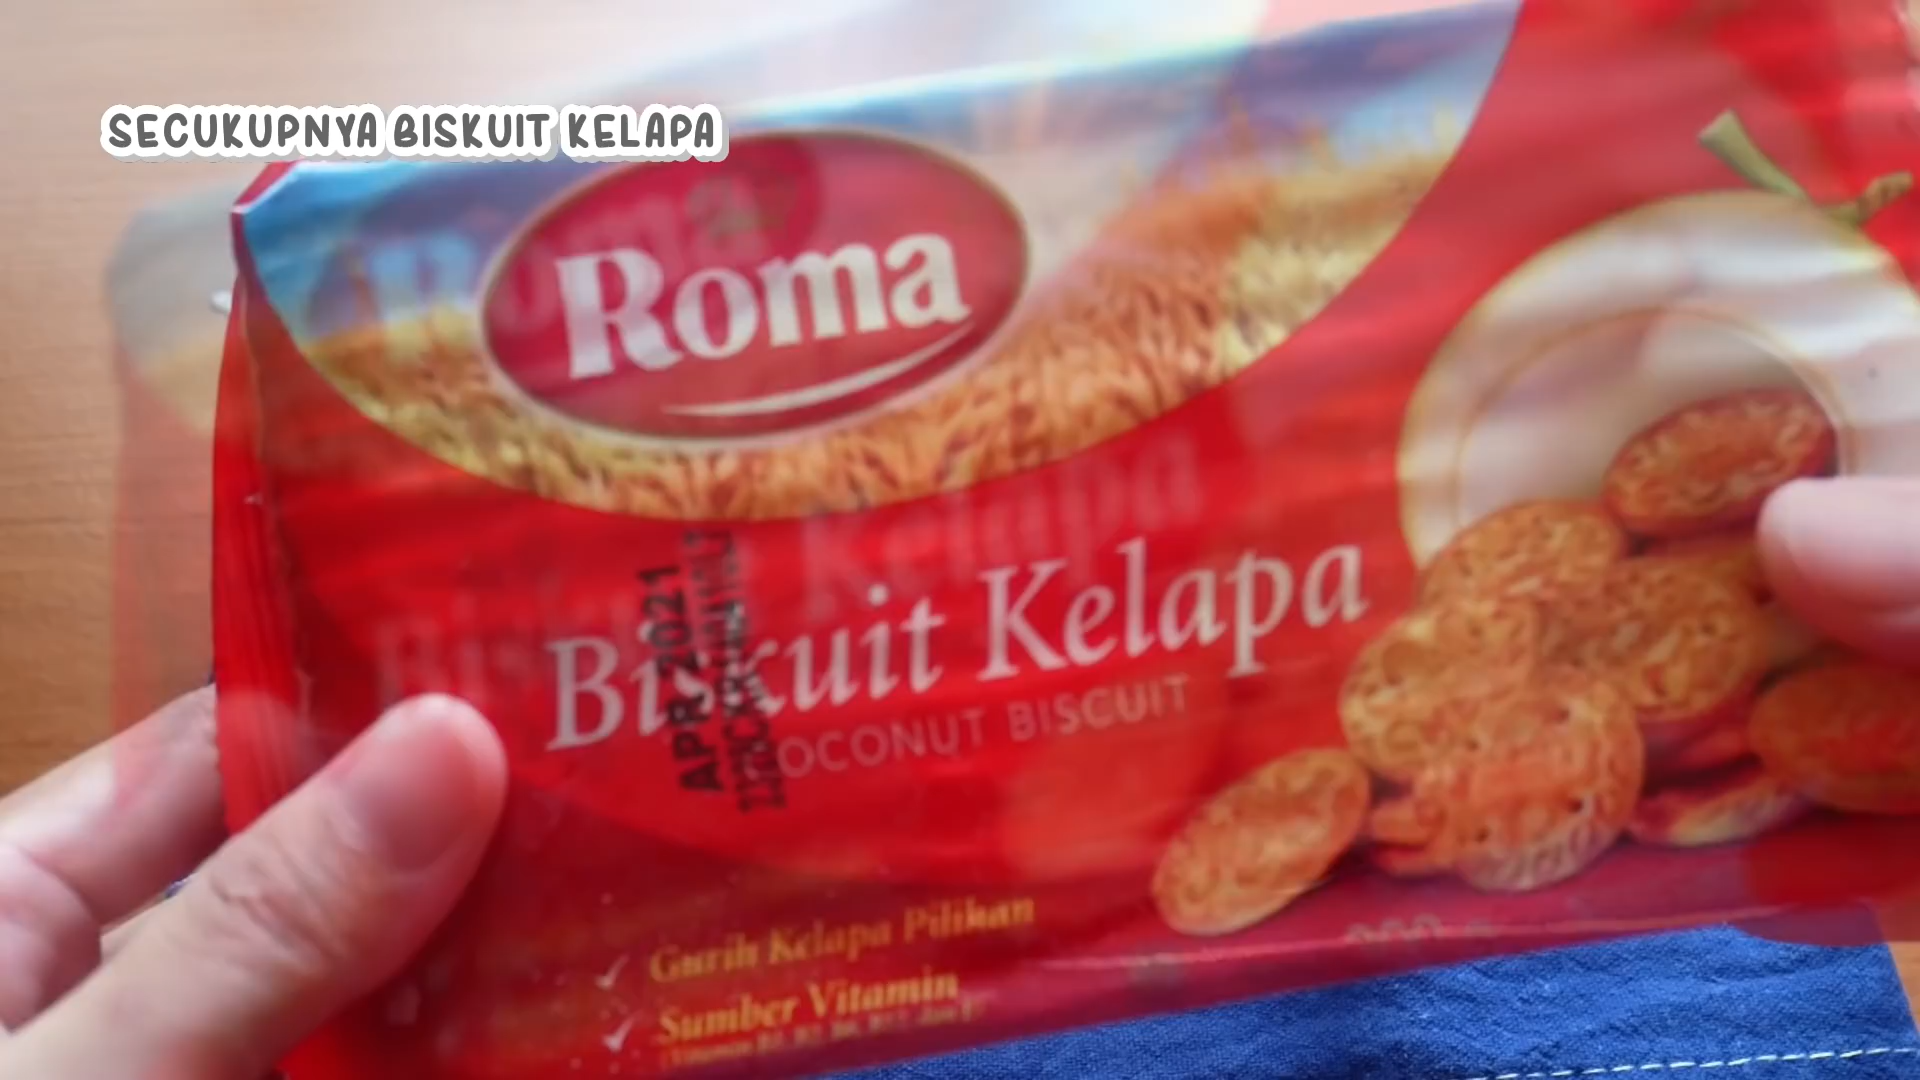 SECUKUPNYA BISKUIT KELAPA
Roma
Biskuit Kelapa
COCONUT BISCUIT
APR 2021
Gurih Kelapa Pilihan
Sumber Vitamin